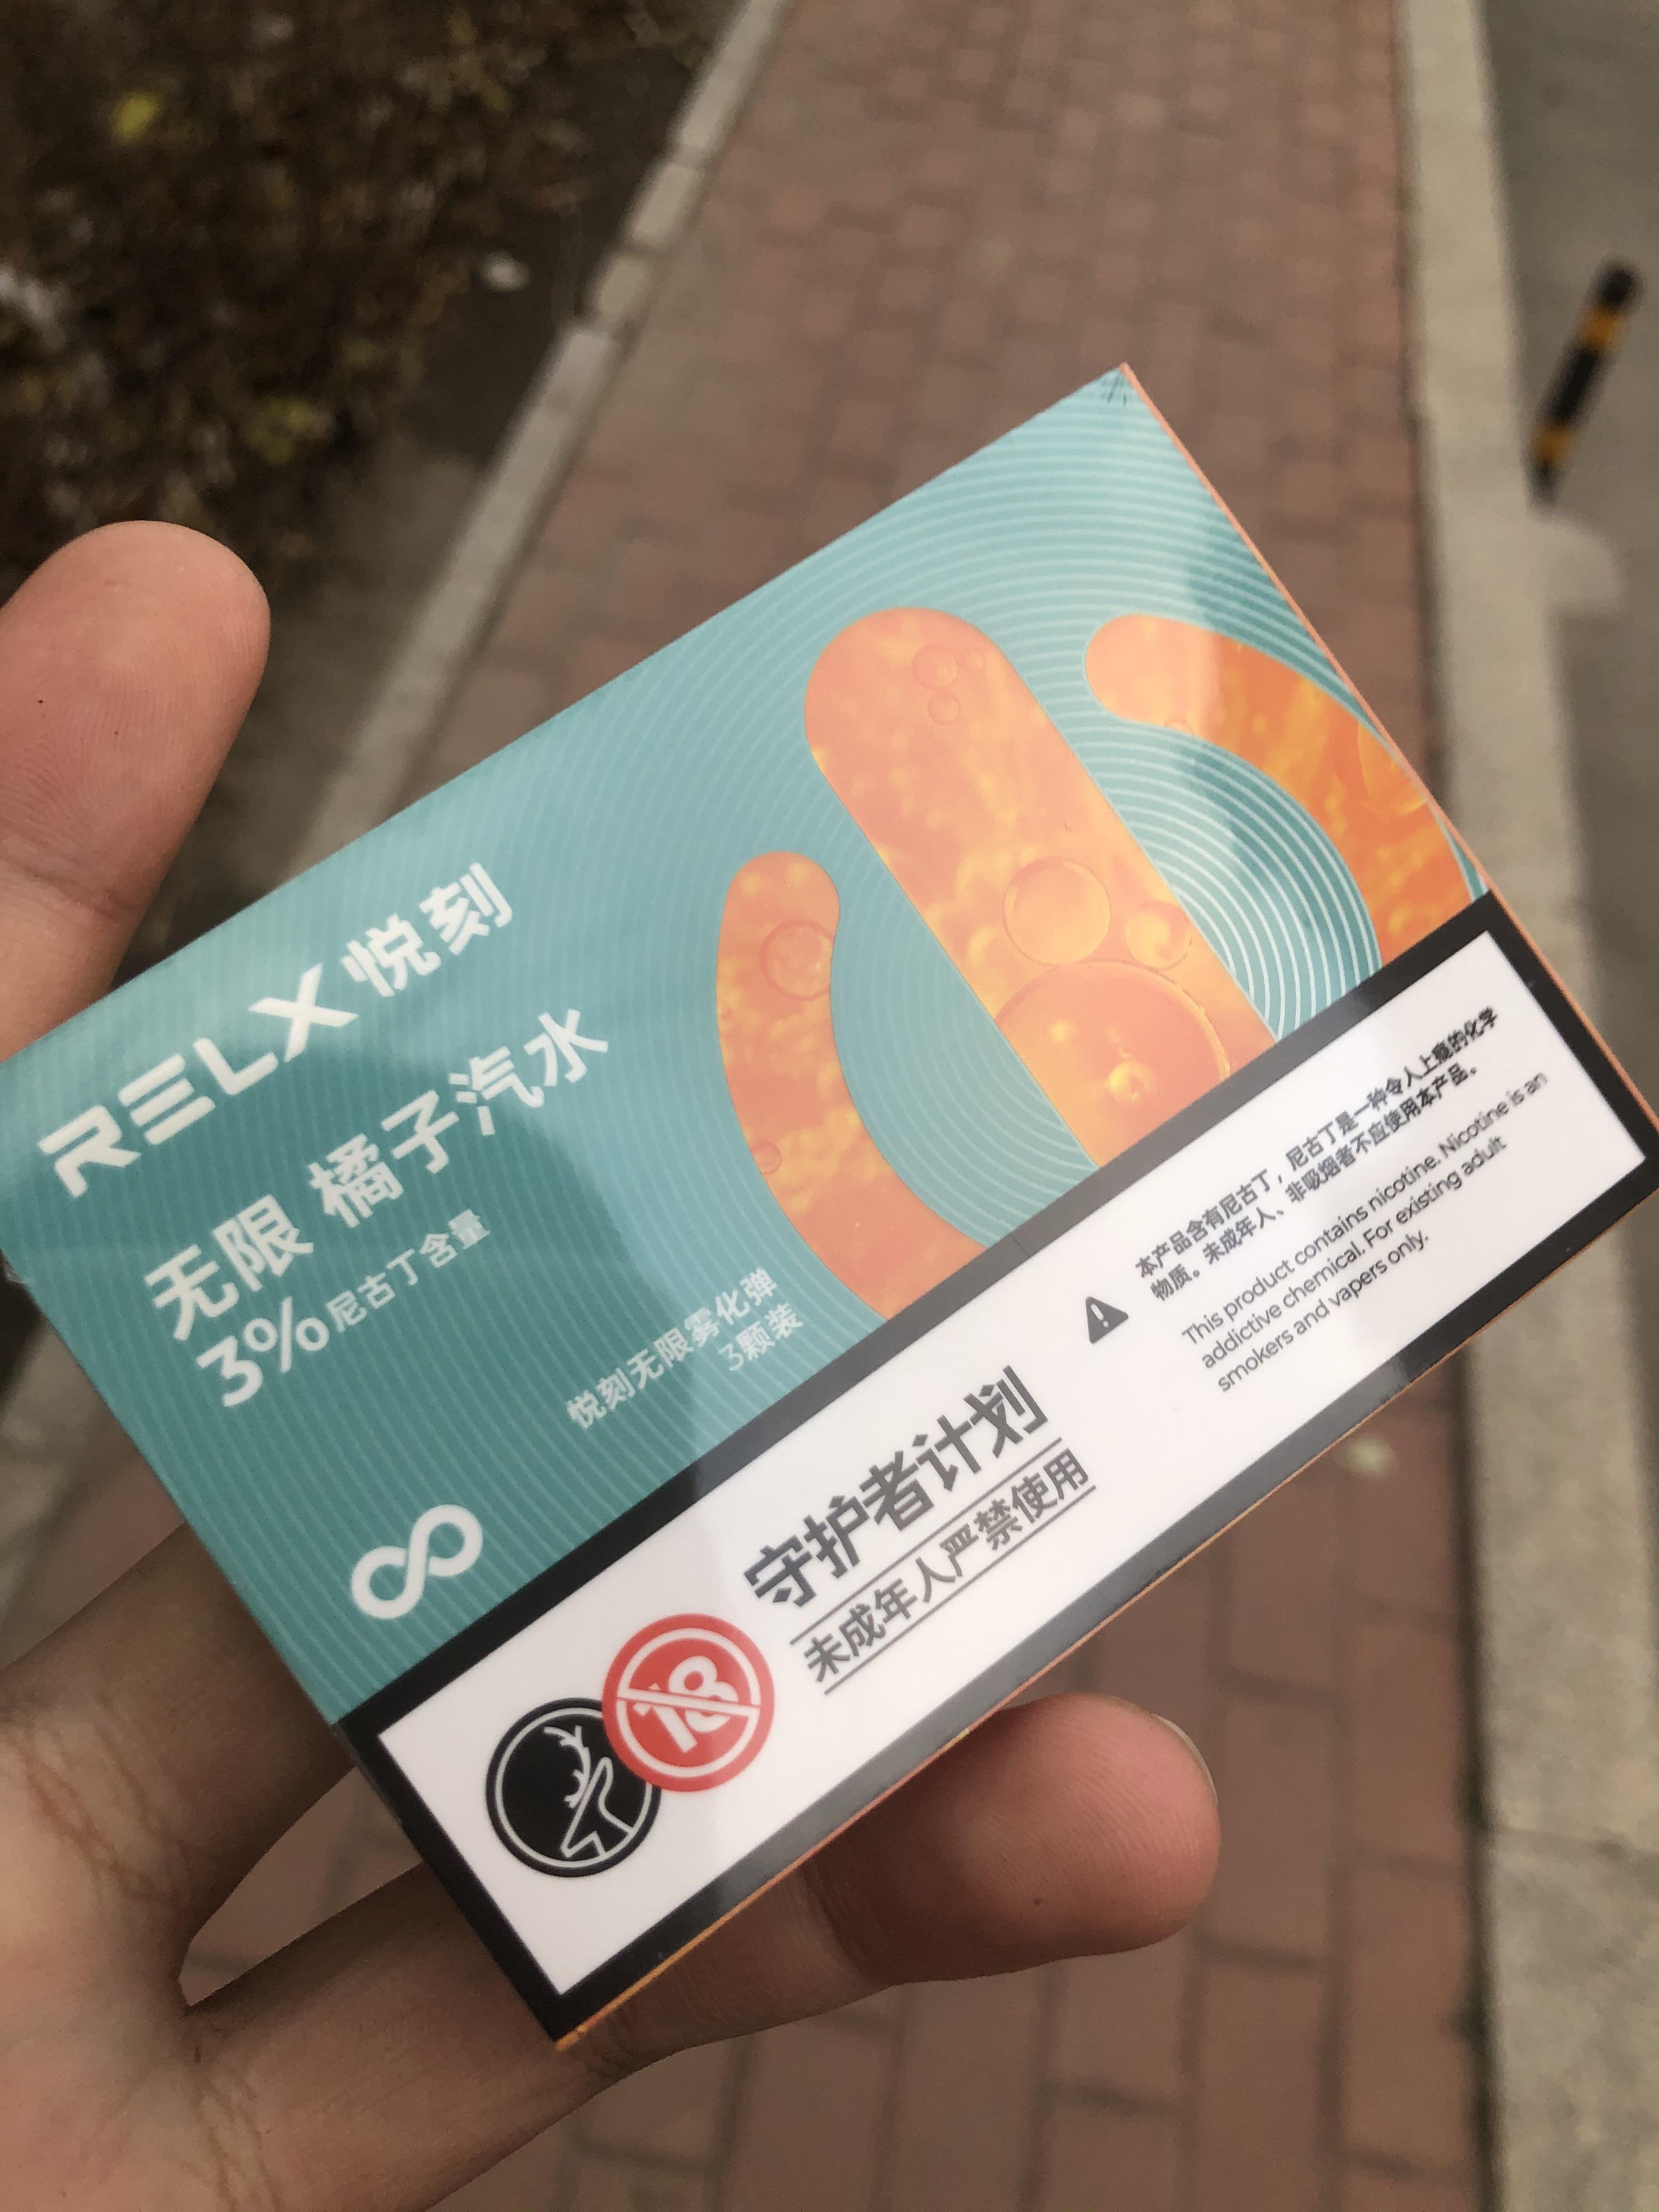 RELX 悦刻
无限 橘子汽水
3% 尼古丁含量
悦刻无限雾化弹
3颗装
守护者计划
未成年人严禁使用
18
本产品含有尼古丁，尼古丁是一种令人上瘾的化学
物质。未成年人、非吸烟者不应使用本产品。
This product contains nicotine. Nicotine is an
addictive chemical. For existing adult
smokers and vapers only.